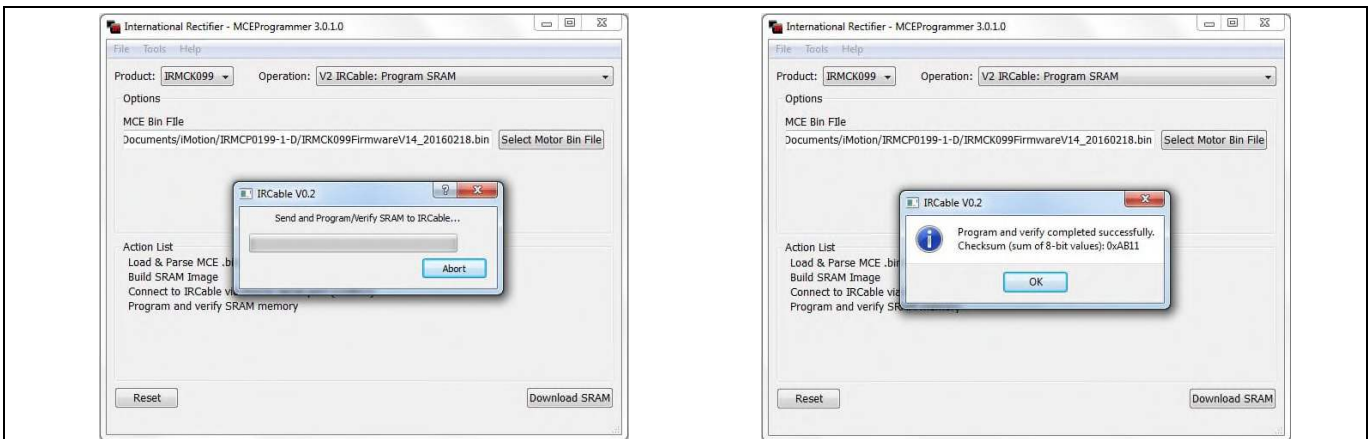 International Rectifier - MCEProgrammer 3.0.1.0
File Tools Help
Product: IRMCK099 Operation: V2 IRCable: Program SRAM
Options
MCE Bin File
Documents/iMotion/IRMCP0199-1-D/IRMCK099FirmwareV14_20160218.bin Select Motor Bin File
IRCable V0.2
Send and Program/Verify SRAM to IRCable...
Abort
Action List
Load & Parse MCE .bi
Build SRAM Image
Connect to IRCable
Program and verify SRAM memory
Reset Download SRAM
International Rectifier - MCEProgrammer 3.0.1.0
File Tools Help
Product: IRMCK099 Operation: V2 IRCable: Program SRAM
Options
MCE Bin File
Documents/iMotion/IRMCP0199-1-D/IRMCK099FirmwareV14_20160218.bin Select Motor Bin File
IRCable V0.2
Program and verify completed successfully.
Checksum (sum of 8-bit values): 0xAB11
OK
Action List
Load & Parse MCE .bin
Build SRAM Image
Connect to IRCable via
Program and verify
Reset Download SRAM